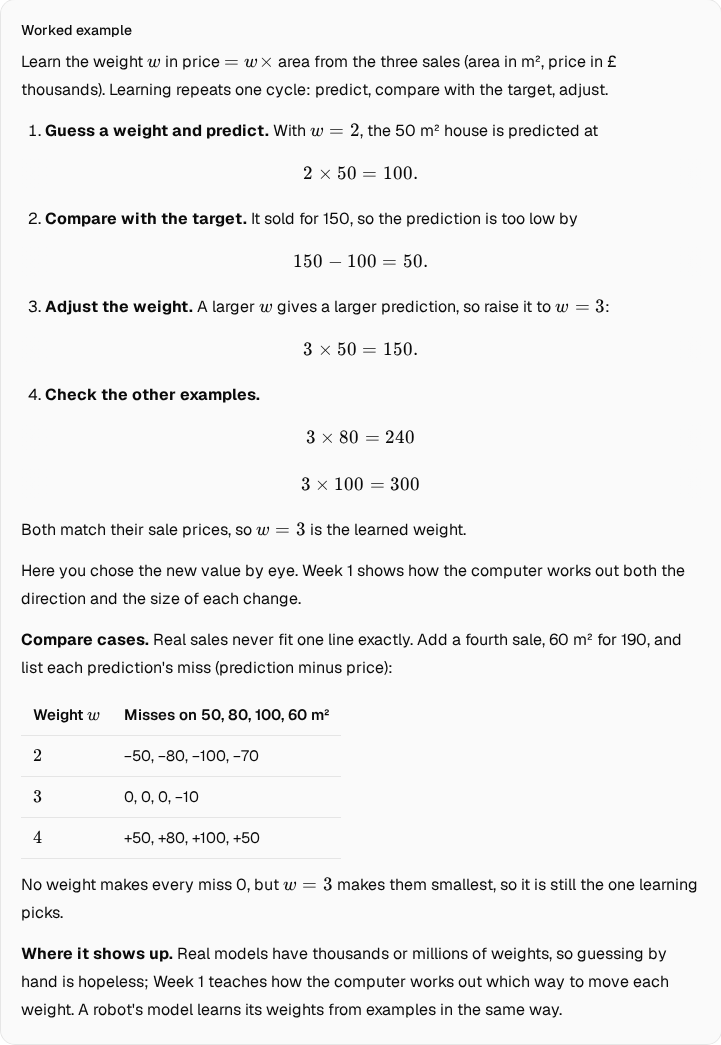 Worked example
Learn the weight w in price = w× area from the three sales (area in m², price in £
thousands). Learning repeats one cycle: predict, compare with the target, adjust.
1. Guess a weight and predict. With w = 2, the 50 m² house is predicted at
2 × 50 = 100.
2. Compare with the target. It sold for 150, so the prediction is too low by
150 − 100 = 50.
3. Adjust the weight. A larger w gives a larger prediction, so raise it to w = 3:
3 × 50 = 150.
4. Check the other examples.
3 × 80 = 240
3 × 100 = 300
Both match their sale prices, so w = 3 is the learned weight.
Here you chose the new value by eye. Week 1 shows how the computer works out both the
direction and the size of each change.
Compare cases. Real sales never fit one line exactly. Add a fourth sale, 60 m² for 190, and
list each prediction's miss (prediction minus price):
Weight w Misses on 50, 80, 100, 60 m²
2 −50, −80, −100, −70
3 0, 0, 0, −10
4 +50, +80, +100, +50
No weight makes every miss 0, but w = 3 makes them smallest, so it is still the one learning
picks.
Where it shows up. Real models have thousands or millions of weights, so guessing by
hand is hopeless; Week 1 teaches how the computer works out which way to move each
weight. A robot's model learns its weights from examples in the same way.